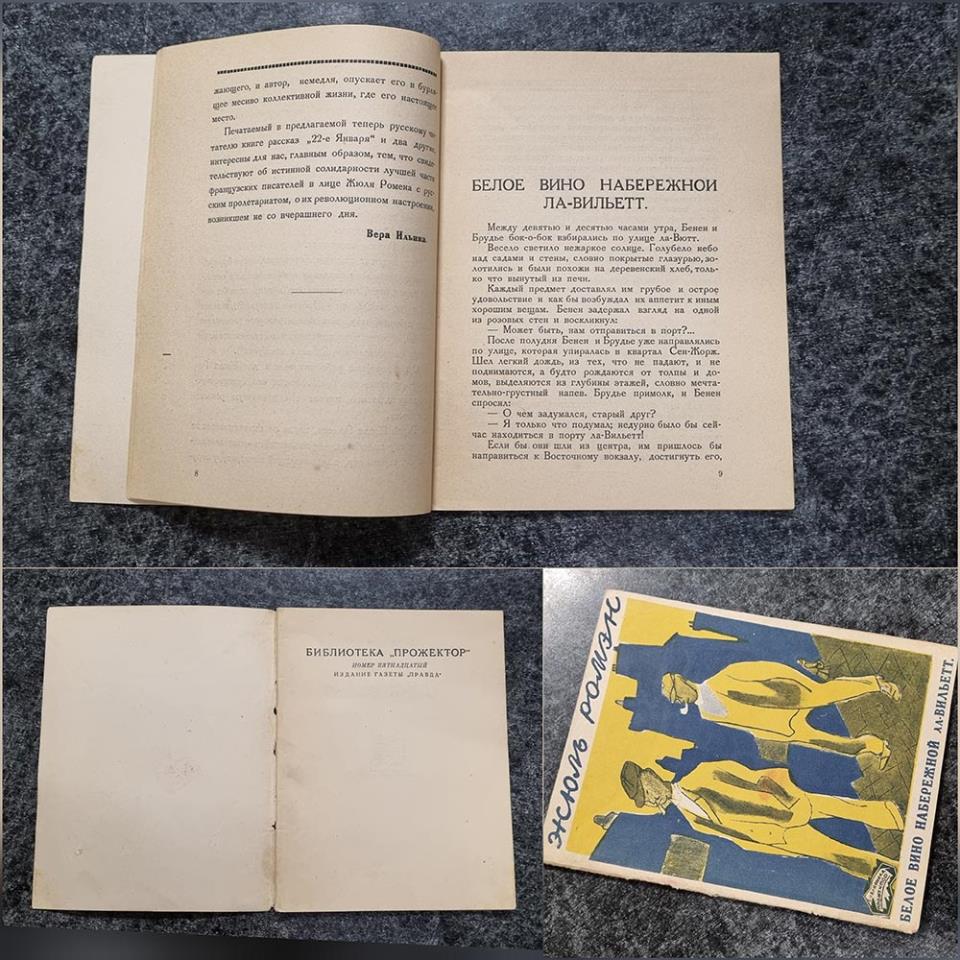 жающего, и автор, немедля, опускает его в бурля-
щее месиво коллективной жизни, где его настоящее
место.
Печатаемый в предлагаемой теперь русскому чи-
тателю книге рассказ „22-е Января“ и два другие,
интересны для нас, главным образом, тем, что свиде-
тельствуют об истинной солидарности лучшей части
французских писателей в лице Жюля Ромена с рус-
ским пролетариатом, о их революционном настроении,
возникшем не со вчерашнего дня.
Вера Ильина.
8
БЕЛОЕ ВИНО НАБЕРЕЖНОЙ
ЛА-ВИЛЬЕТТ.
Между девятью и десятью часами утра, Бенен и
Брудье бок-о-бок взбирались по улице ла-Вютт.
Весело светило нежаркое солнце. Голубело небо
над садами и стены, словно покрытые глазурью, зо-
лотились и были похожи на деревенский хлеб, толь-
ко что вынутый из печи.
Каждый предмет доставлял им грубое и острое
удовольствие и как бы возбуждал их аппетит к иным
хорошим вещам. Бенен задержал взгляд на одной
из розовых стен и воскликнул:
— Может быть, нам отправиться в порт?...
После полудня Бенен и Брудье уже направлялись
по улице, которая упиралась в квартал Сен-Жорж.
Шел легкий дождь, из тех, что не падают, и не
поднимаются, а будто рождаются от толпы и до-
мов, выделяются из глубины этажей, словно мечта-
тельно-грустный напев. Брудье примолк, и Бенен
спросил:
— О чем задумался, старый друг?
— Я только что подумал; недурно было бы сей-
час находиться в порту ла-Вильетт!
Если бы они шли из центра, им пришлось бы
направиться к Восточному вокзалу, достигнуть его,
9
БИБЛИОТЕКА „ПРОЖЕКТОР“
НОМЕР ПЯТНАДЦАТЫЙ
ИЗДАНИЕ ГАЗЕТЫ „ПРАВДА“
ЖЮЛЬ РОМЭН
БЕЛОЕ ВИНО НАБЕРЕЖНОЙ ЛА-ВИЛЬЕТТ.